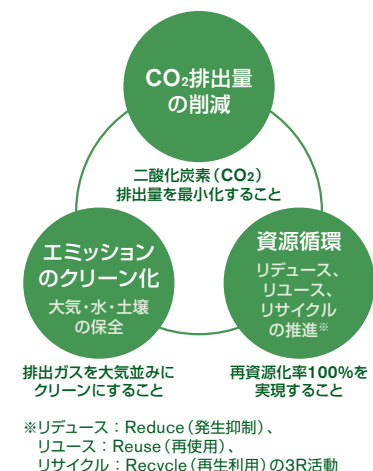 CO₂排出量
の削減
二酸化炭素（CO₂）
排出量を最小化すること
エミッション
のクリーン化
大気・水・土壌
の保全
排出ガスを大気並みに
クリーンにすること
資源循環
リデュース、
リユース、
リサイクル
の推進※
再資源化率100％を
実現すること
※リデュース：Reduce（発生抑制）、
リユース：Reuse（再使用）、
リサイクル：Recycle（再生利用）の3R活動